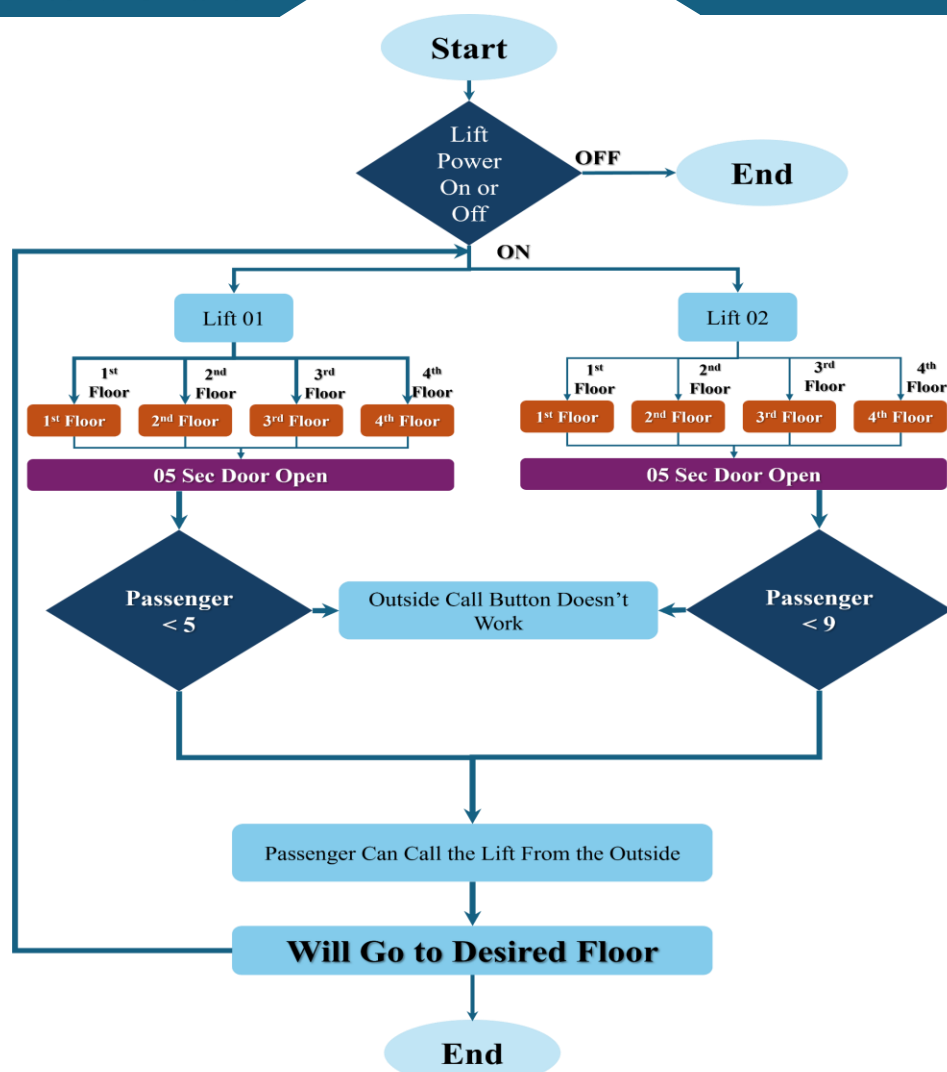 Start
Lift
Power
On or
Off
OFF
End
ON
Lift 01
Lift 02
1st
Floor
2nd
Floor
3rd
Floor
4th
Floor
1st
Floor
2nd
Floor
3rd
Floor
4th
Floor
1st Floor
2nd Floor
3rd Floor
4th Floor
1st Floor
2nd Floor
3rd Floor
4th Floor
05 Sec Door Open
05 Sec Door Open
Passenger
< 5
Outside Call Button Doesn’t
Work
Passenger
< 9
Passenger Can Call the Lift From the Outside
Will Go to Desired Floor
End